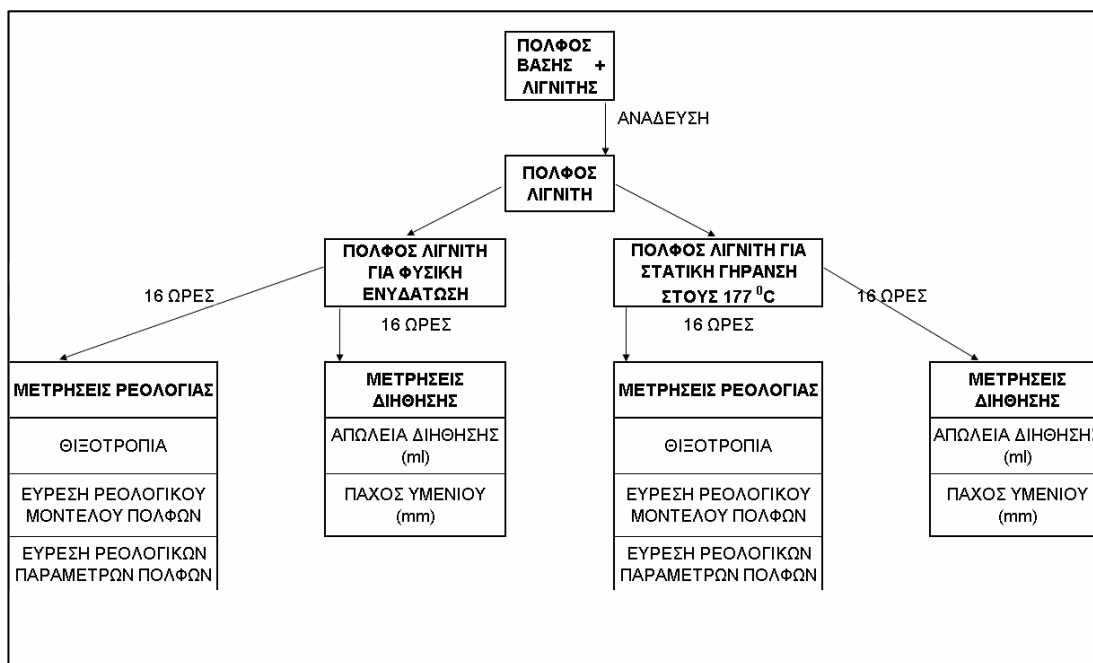 ΠΟΛΦΟΣ
ΒΑΣΗΣ +
ΛΙΓΝΙΤΗΣ
ΑΝΑΔΕΥΣΗ
ΠΟΛΦΟΣ
ΛΙΓΝΙΤΗ
ΠΟΛΦΟΣ ΛΙΓΝΙΤΗ
ΓΙΑ ΦΥΣΙΚΗ
ΕΝΥΔΑΤΩΣΗ
ΠΟΛΦΟΣ ΛΙΓΝΙΤΗ ΓΙΑ
ΣΤΑΤΙΚΗ ΓΗΡΑΝΣΗ
ΣΤΟΥΣ 177 ⁰C
16 ΩΡΕΣ
16 ΩΡΕΣ
16 ΩΡΕΣ
16 ΩΡΕΣ
ΜΕΤΡΗΣΕΙΣ ΡΕΟΛΟΓΙΑΣ
ΘΙΞΟΤΡΟΠΙΑ
ΕΥΡΕΣΗ ΡΕΟΛΟΓΙΚΟΥ
ΜΟΝΤΕΛΟΥ ΠΟΛΦΩΝ
ΕΥΡΕΣΗ ΡΕΟΛΟΓΙΚΩΝ
ΠΑΡΑΜΕΤΡΩΝ ΠΟΛΦΩΝ
ΜΕΤΡΗΣΕΙΣ
ΔΙΗΘΗΣΗΣ
ΑΠΩΛΕΙΑ ΔΙΗΘΗΣΗΣ
(ml)
ΠΑΧΟΣ ΥΜΕΝΙΟΥ
(mm)
ΜΕΤΡΗΣΕΙΣ ΡΕΟΛΟΓΙΑΣ
ΘΙΞΟΤΡΟΠΙΑ
ΕΥΡΕΣΗ ΡΕΟΛΟΓΙΚΟΥ
ΜΟΝΤΕΛΟΥ ΠΟΛΦΩΝ
ΕΥΡΕΣΗ ΡΕΟΛΟΓΙΚΩΝ
ΠΑΡΑΜΕΤΡΩΝ ΠΟΛΦΩΝ
ΜΕΤΡΗΣΕΙΣ
ΔΙΗΘΗΣΗΣ
ΑΠΩΛΕΙΑ ΔΙΗΘΗΣΗΣ
(ml)
ΠΑΧΟΣ ΥΜΕΝΙΟΥ
(mm)